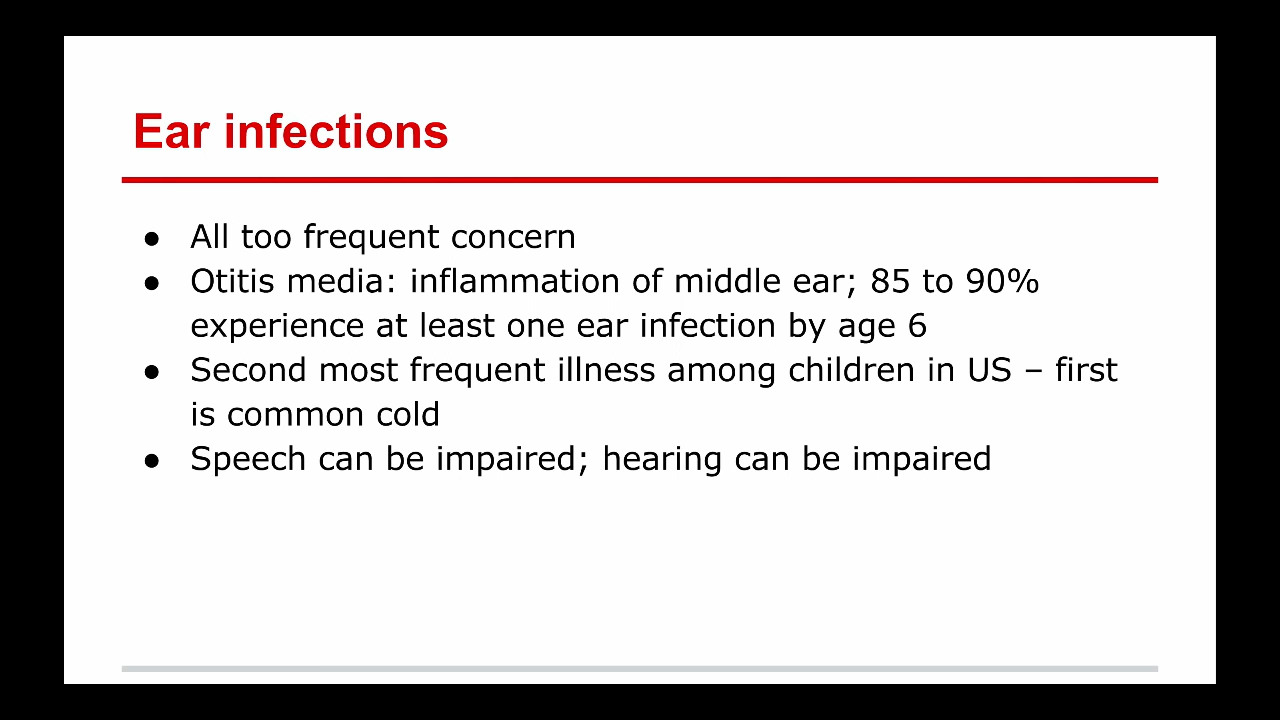 Ear infections
● All too frequent concern
● Otitis media: inflammation of middle ear; 85 to 90%
experience at least one ear infection by age 6
● Second most frequent illness among children in US – first
is common cold
● Speech can be impaired; hearing can be impaired